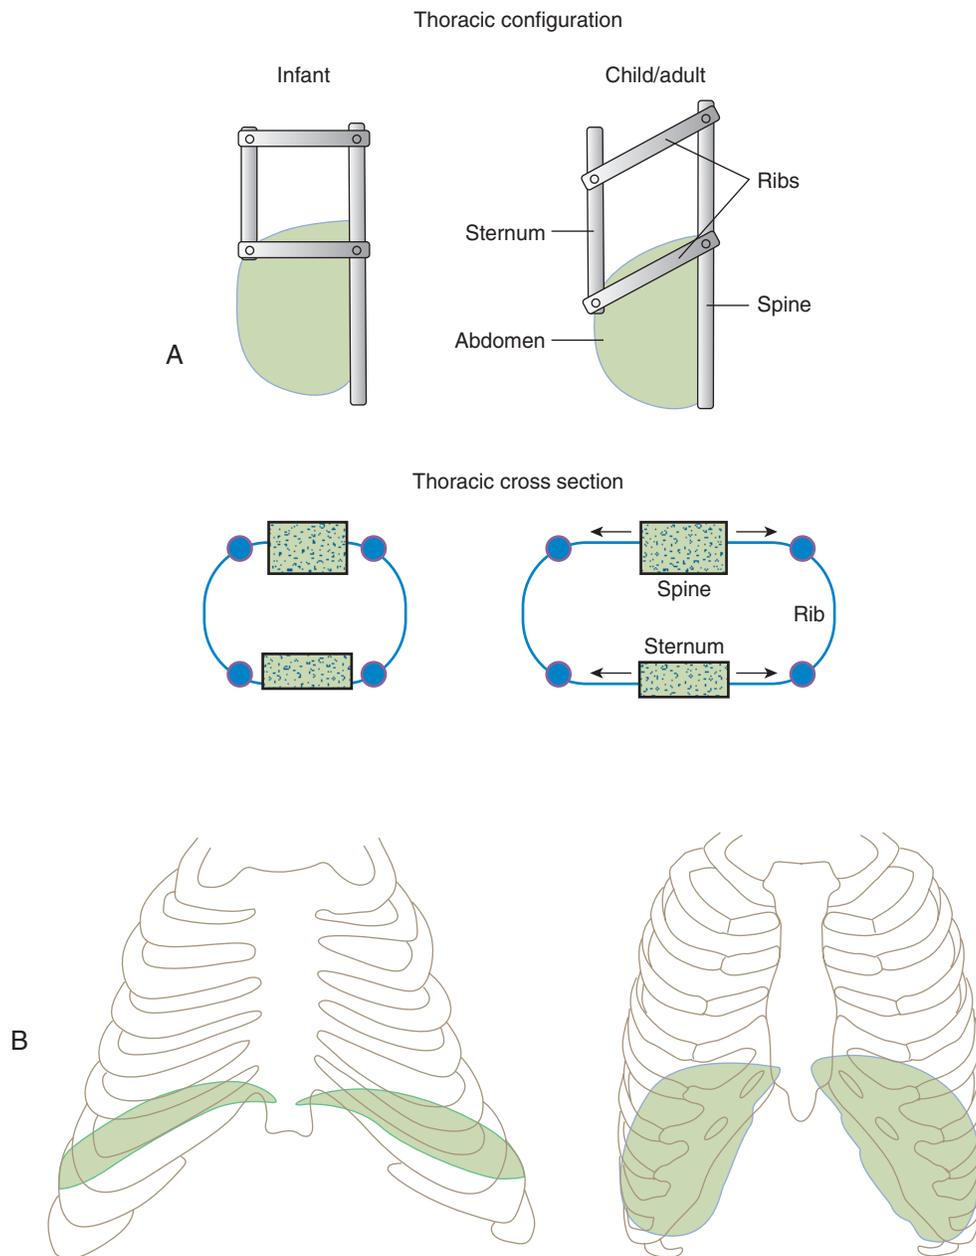 Thoracic configuration
Infant
Child/adult
Ribs
Sternum
Spine
Abdomen
A
Thoracic cross section
Spine
Rib
Sternum
B